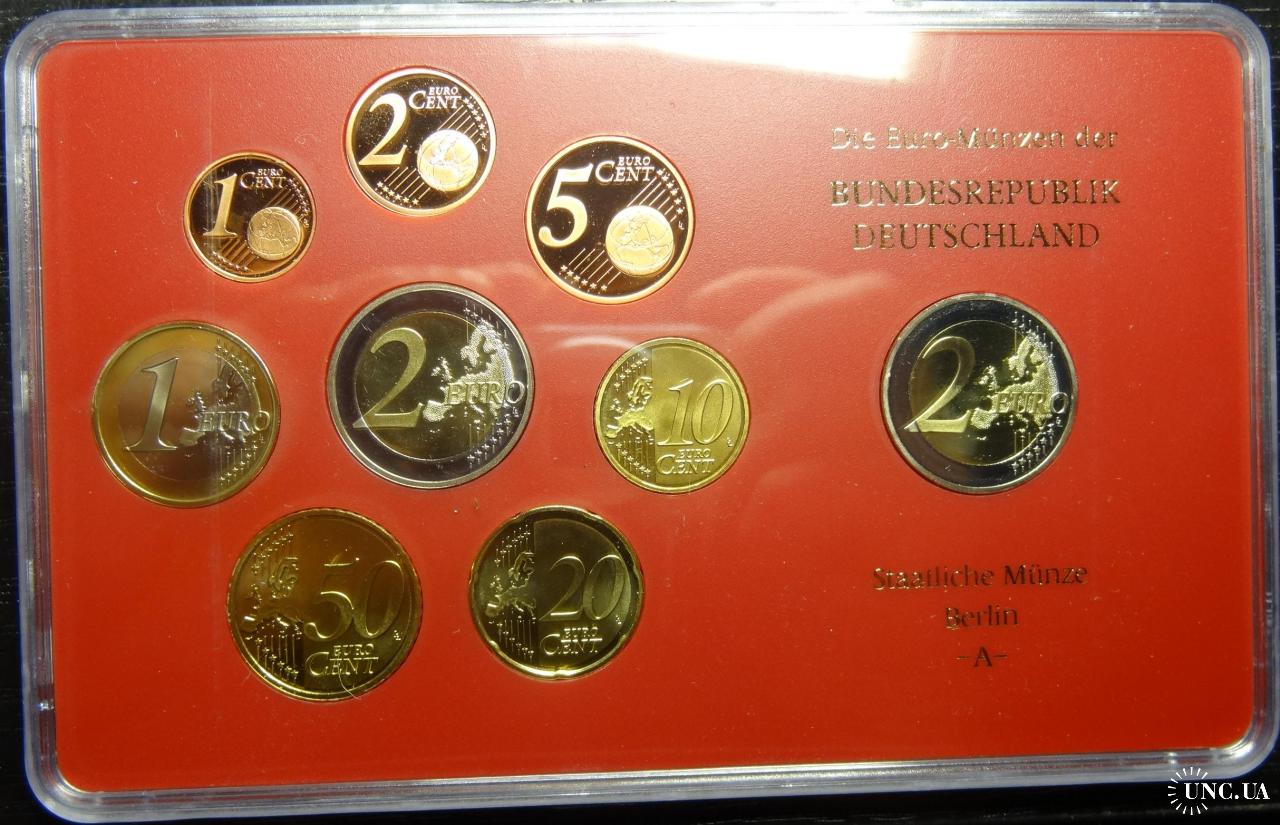 Die Euro-Münzen der
BUNDESREPUBLIK
DEUTSCHLAND
2 EURO CENT
1 EURO CENT
5 EURO CENT
1 EURO
2 EURO
10 EURO CENT
2 EURO
50 EURO CENT
20 EURO CENT
Staatliche Münze
Berlin
-A-
UNC.UA